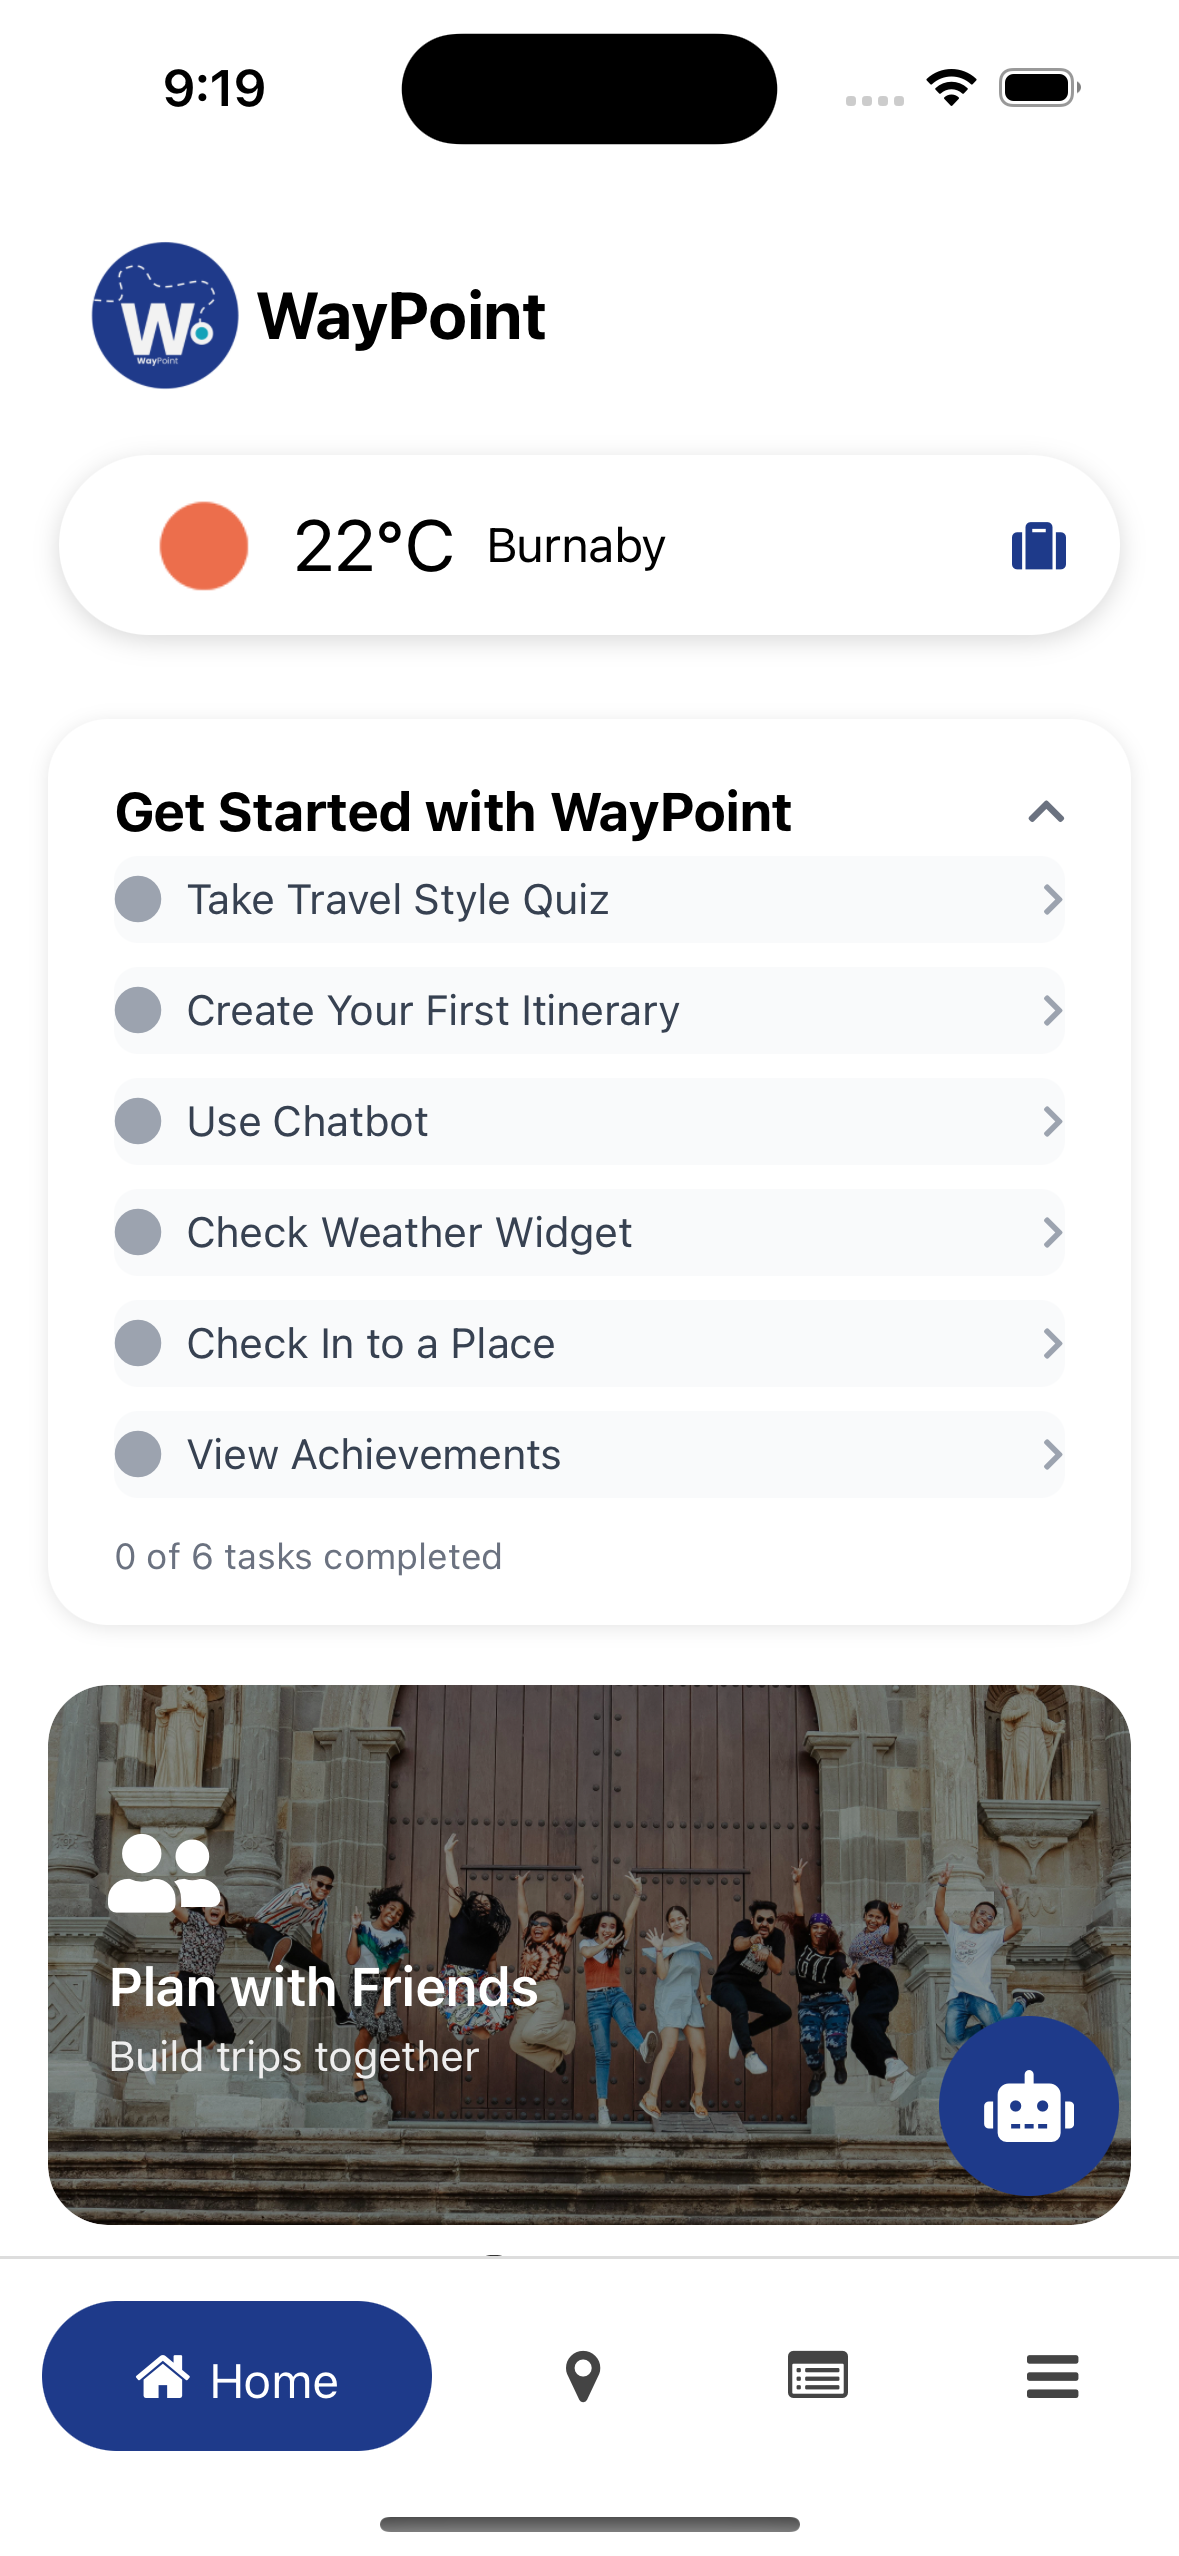 9:19
W
WayPoint
WayPoint
22°C Burnaby
Get Started with WayPoint
Take Travel Style Quiz
Create Your First Itinerary
Use Chatbot
Check Weather Widget
Check In to a Place
View Achievements
0 of 6 tasks completed
Plan with Friends
Build trips together
Home